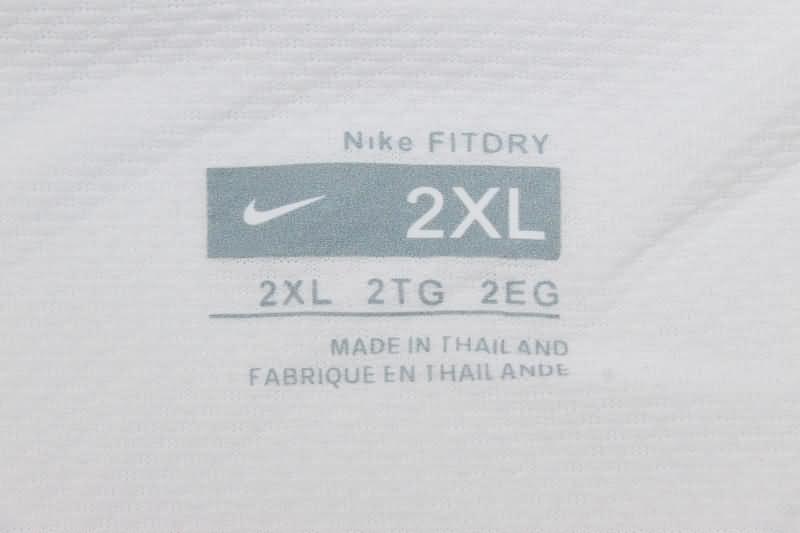 Nike FITDRY
2XL
2XL 2TG 2EG
MADE IN THAILAND
FABRIQUE EN THAILANDE